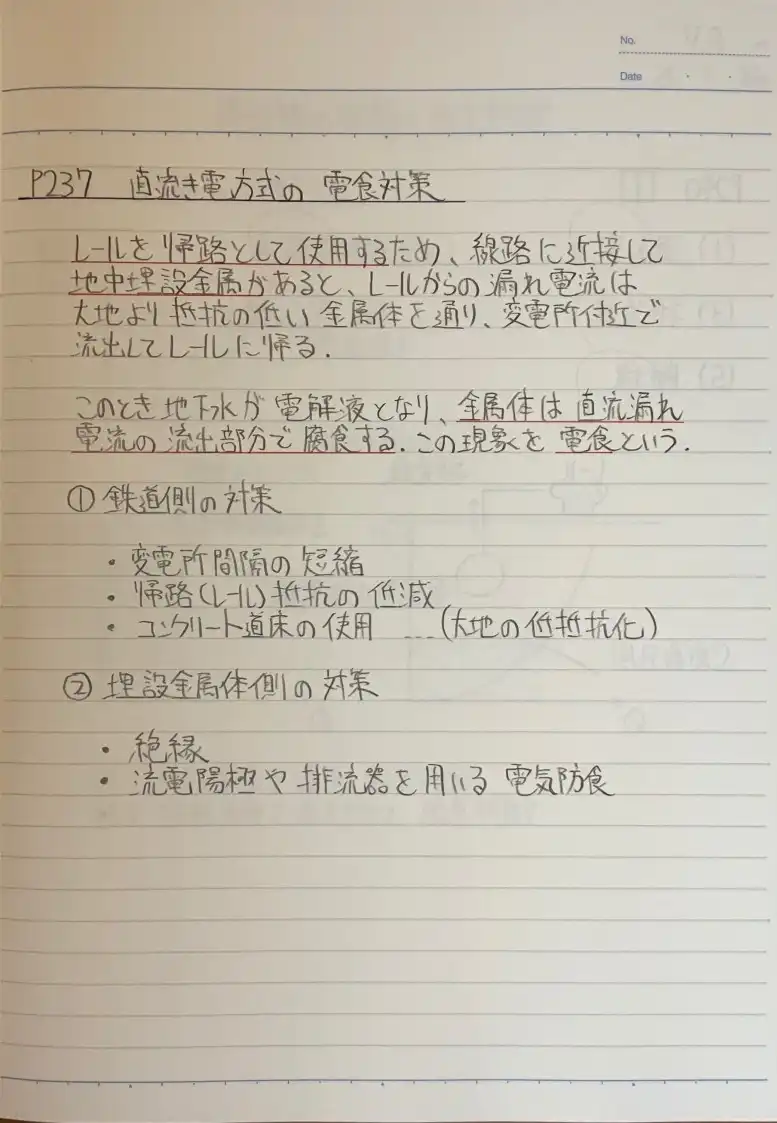 No.
Date
P237 直流き電方式の電食対策
レールを帰路として使用するため、線路に近接して
地中埋設金属があると、レールからの漏れ電流は
大地より抵抗の低い金属体を通り、変電所付近で
流出してレールに帰る.
このとき地下水が電解液となり、金属体は直流漏れ
電流の流出部分で腐食する. この現象を電食という.
① 鉄道側の対策
・変電所間隔の短縮
・帰路(レール)抵抗の低減
・コンクリート道床の使用 ...(大地の低抵抗化)
② 埋設金属体側の対策
・絶縁
・流電陽極や排流器を用いる電気防食